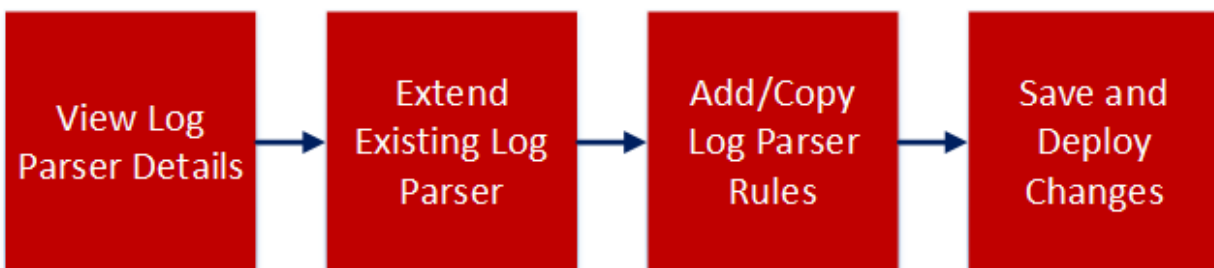 View Log
Parser Details
Extend
Existing Log
Parser
Add/Copy
Log Parser
Rules
Save and
Deploy
Changes